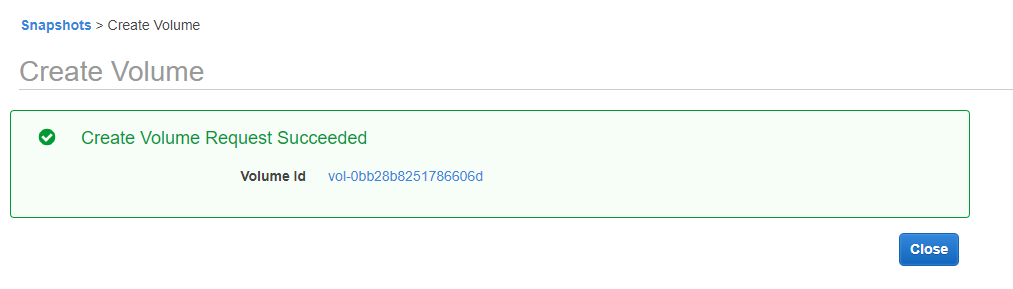 Snapshots > Create Volume
Create Volume
Create Volume Request Succeeded
Volume Id vol-0bb28b8251786606d
Close